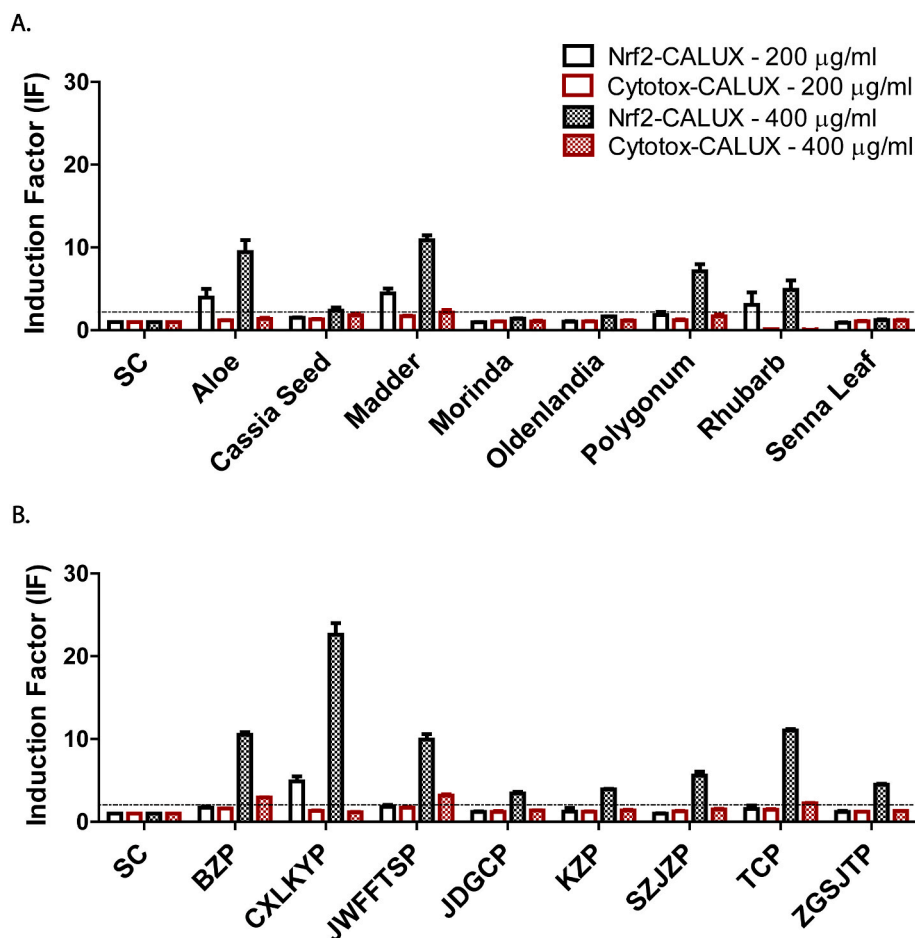 A.
Nrf2-CALUX - 200 µg/ml
Cytotox-CALUX - 200 µg/ml
Nrf2-CALUX - 400 µg/ml
Cytotox-CALUX - 400 µg/ml
Induction Factor (IF)
30
20
10
0
SC
Aloe
Cassia Seed
Madder
Morinda
Oldenlandia
Polygonum
Rhubarb
Senna Leaf
B.
Induction Factor (IF)
30
20
10
0
SC
BZP
CXLKYP
JWFFTSP
JDGCP
KZP
SZJZP
TCP
ZGSJTP